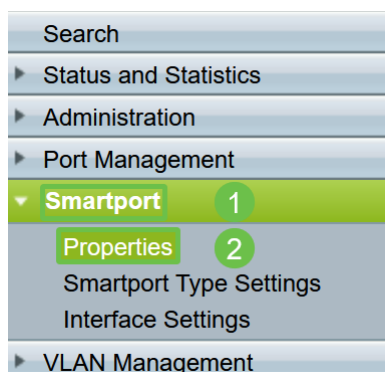 Search
Status and Statistics
Administration
Port Management
Smartport 1
Properties 2
Smartport Type Settings
Interface Settings
VLAN Management